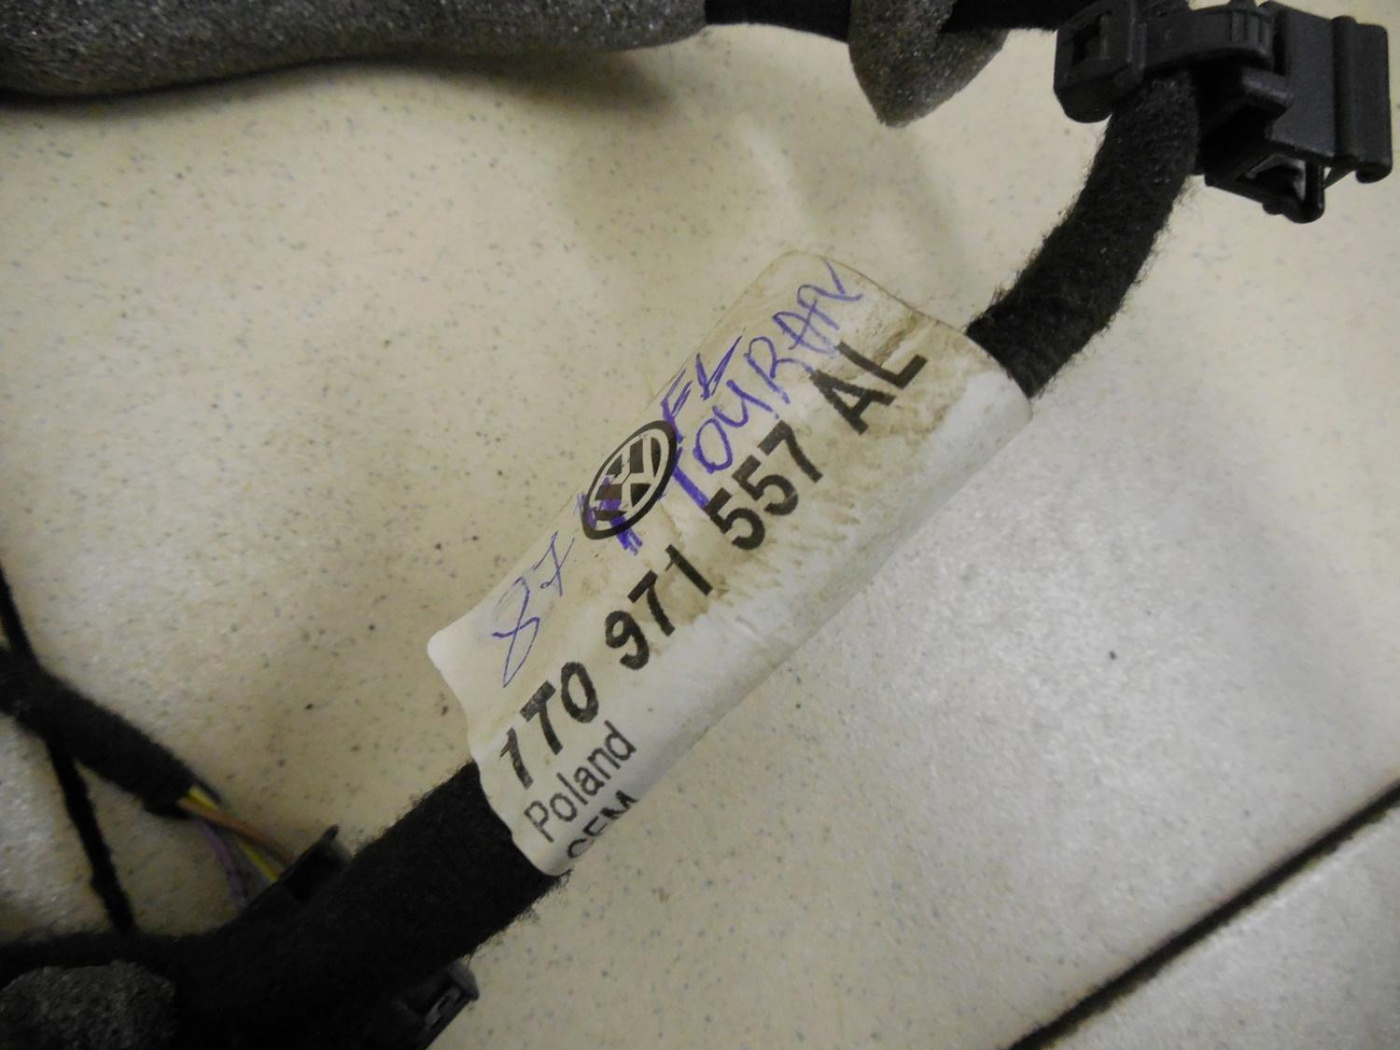 FL
TOURAN
87
1T0 971 557 AL
Poland